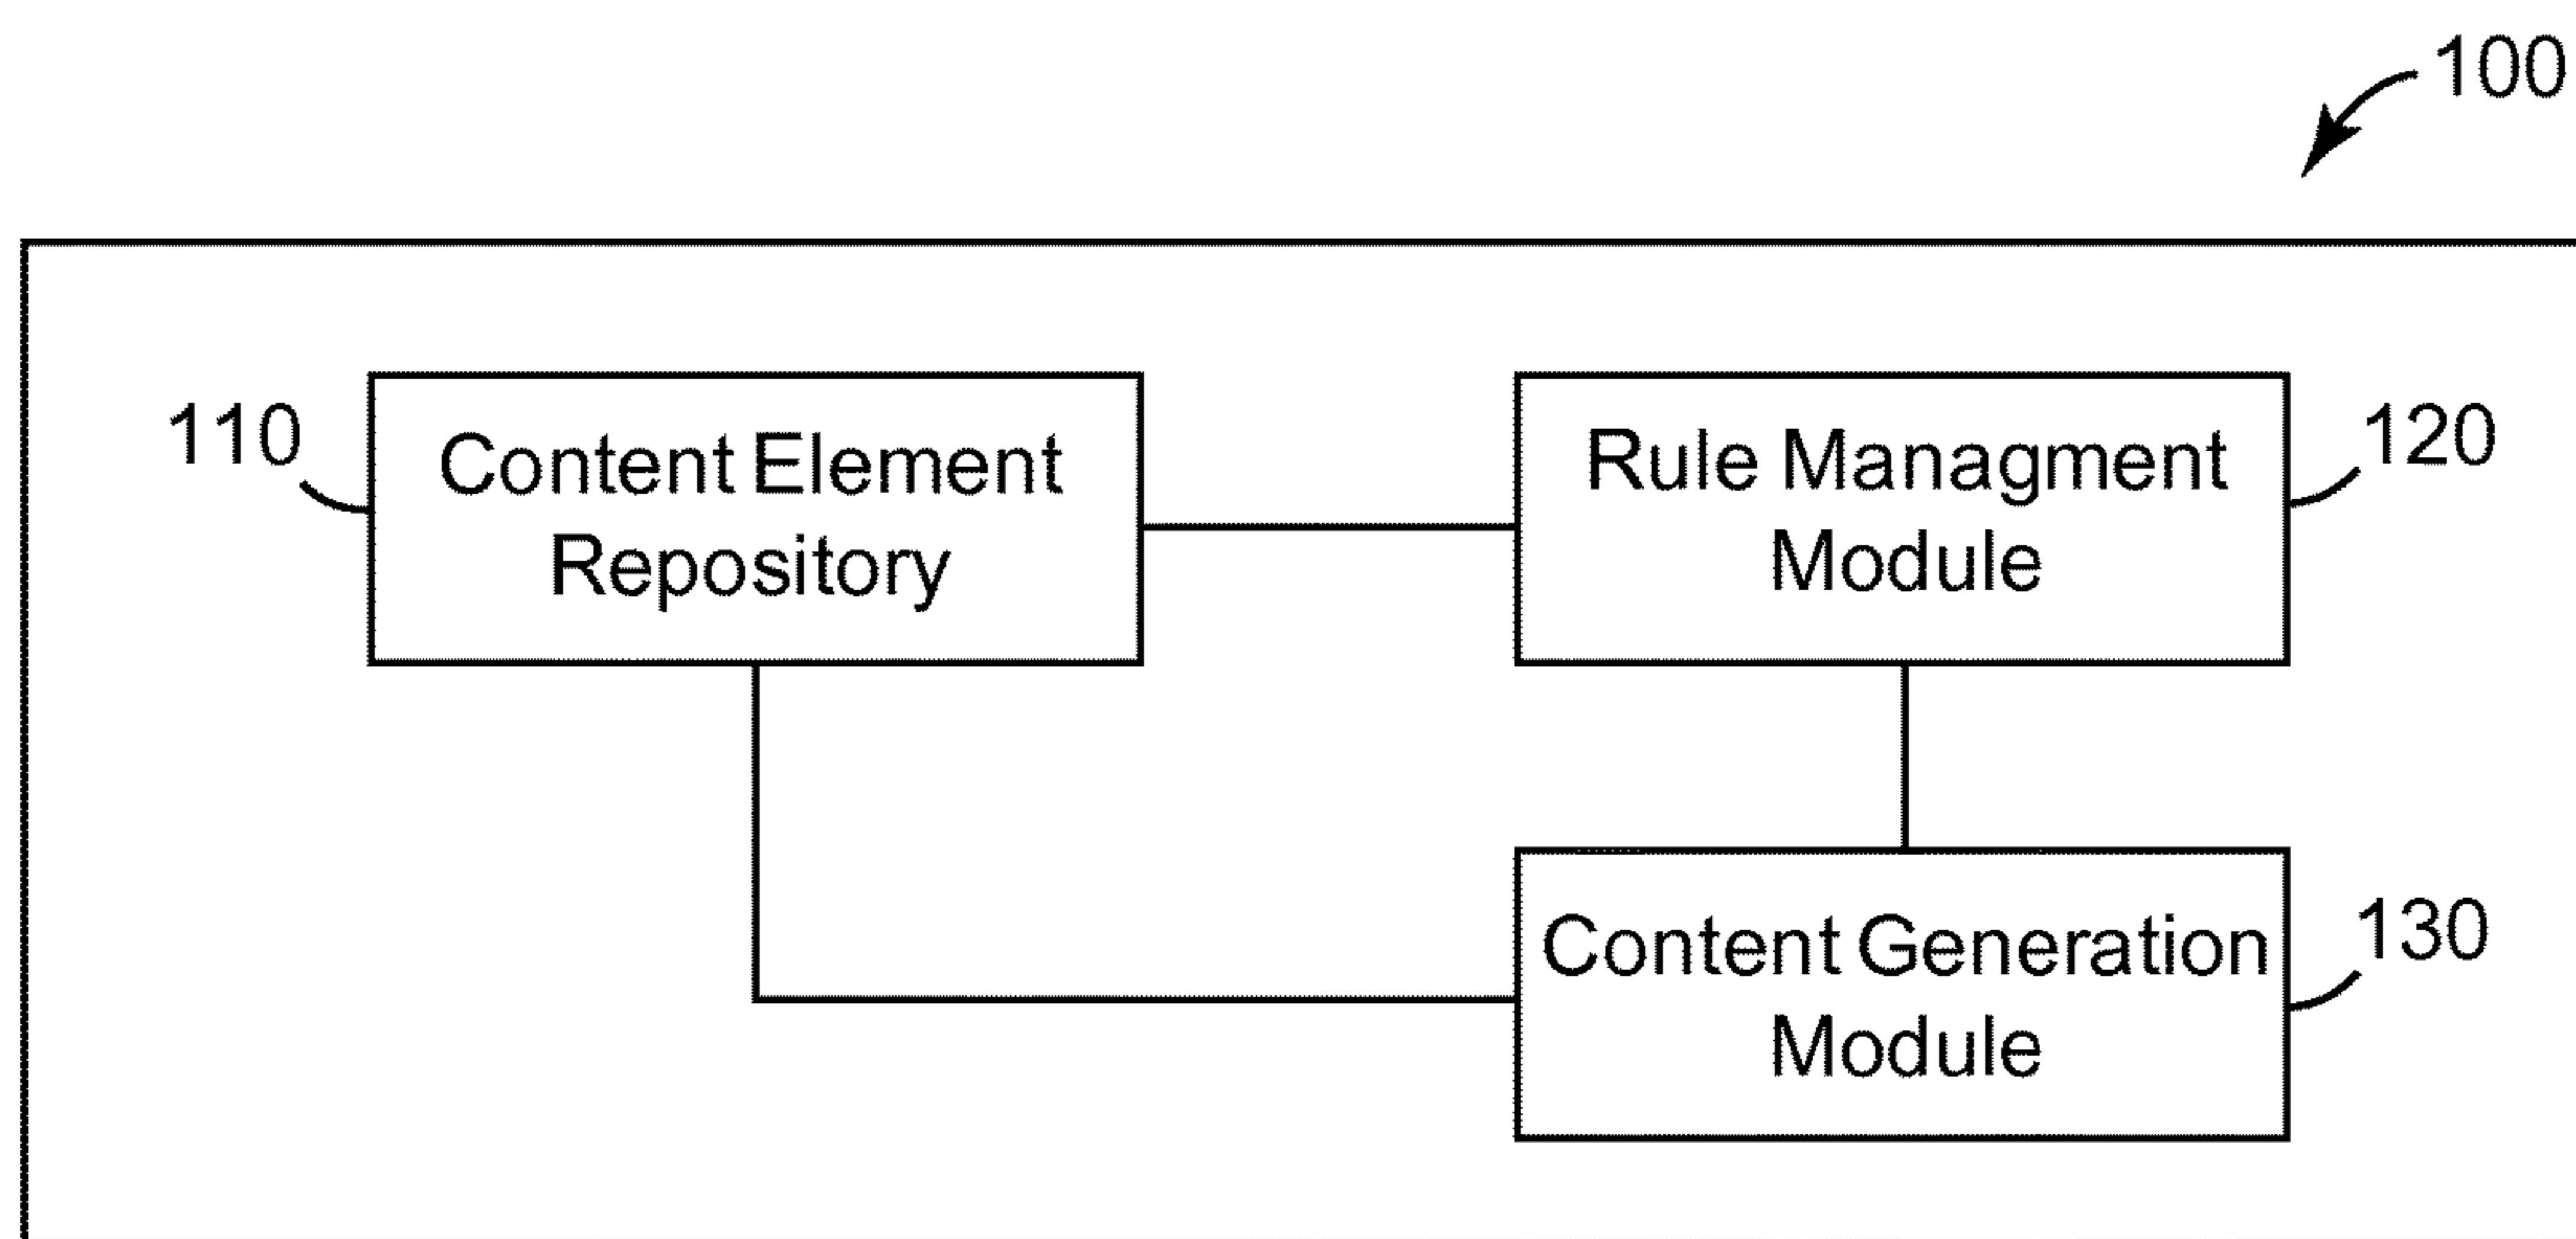 100
110
Content Element
Repository
Rule Managment
Module
120
Content Generation
Module
130